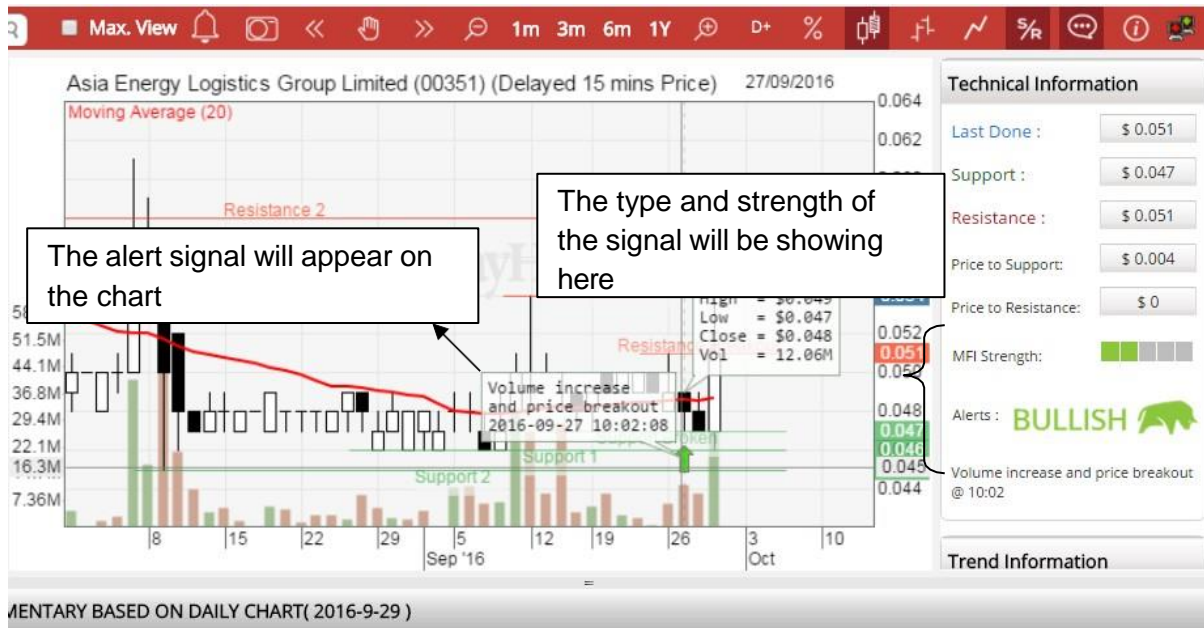 Max. View
1m 3m 6m 1Y D+ % S/R
Asia Energy Logistics Group Limited (00351) (Delayed 15 mins Price) 27/09/2016
Moving Average (20)
0.064
0.062
Resistance 2
The alert signal will appear on
the chart
The type and strength of
the signal will be showing
here
High = $0.049
Low = $0.047
Close = $0.048
Vol = 12.06M
Volume increase
and price breakout
2016-09-27 10:02:08
Support 1
Support 2
51.5M
44.1M
36.8M
29.4M
22.1M
16.3M
7.36M
0.052
0.051
0.050
0.048
0.047
0.046
0.045
0.044
8 15 22 29 5 12 19 26 3 10
Sep '16 Oct
Technical Information
Last Done : $ 0.051
Support : $ 0.047
Resistance : $ 0.051
Price to Support: $ 0.004
Price to Resistance: $ 0
MFI Strength:
Alerts : BULLISH
Volume increase and price breakout
@ 10:02
Trend Information
MENTARY BASED ON DAILY CHART( 2016-9-29 )